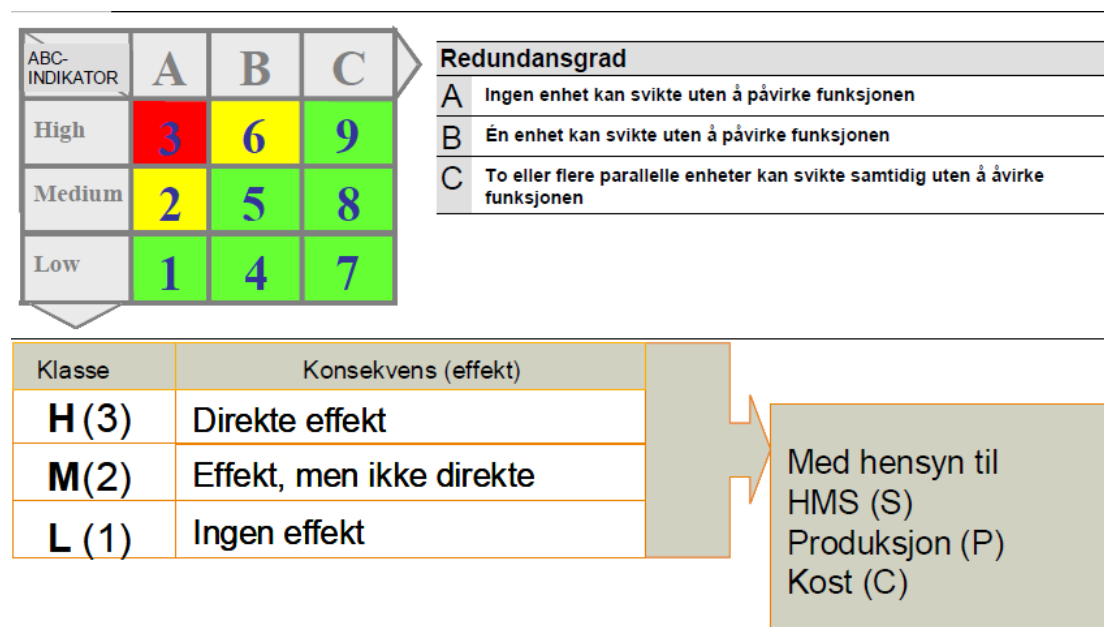 ABC-
INDIKATOR
A
B
C
High
3
6
9
Medium
2
5
8
Low
1
4
7
Redundansgrad
A Ingen enhet kan svikte uten å påvirke funksjonen
B Én enhet kan svikte uten å påvirke funksjonen
C To eller flere parallelle enheter kan svikte samtidig uten å åvirke
funksjonen
Klasse
Konsekvens (effekt)
H (3)
Direkte effekt
M(2)
Effekt, men ikke direkte
L (1)
Ingen effekt
Med hensyn til
HMS (S)
Produksjon (P)
Kost (C)